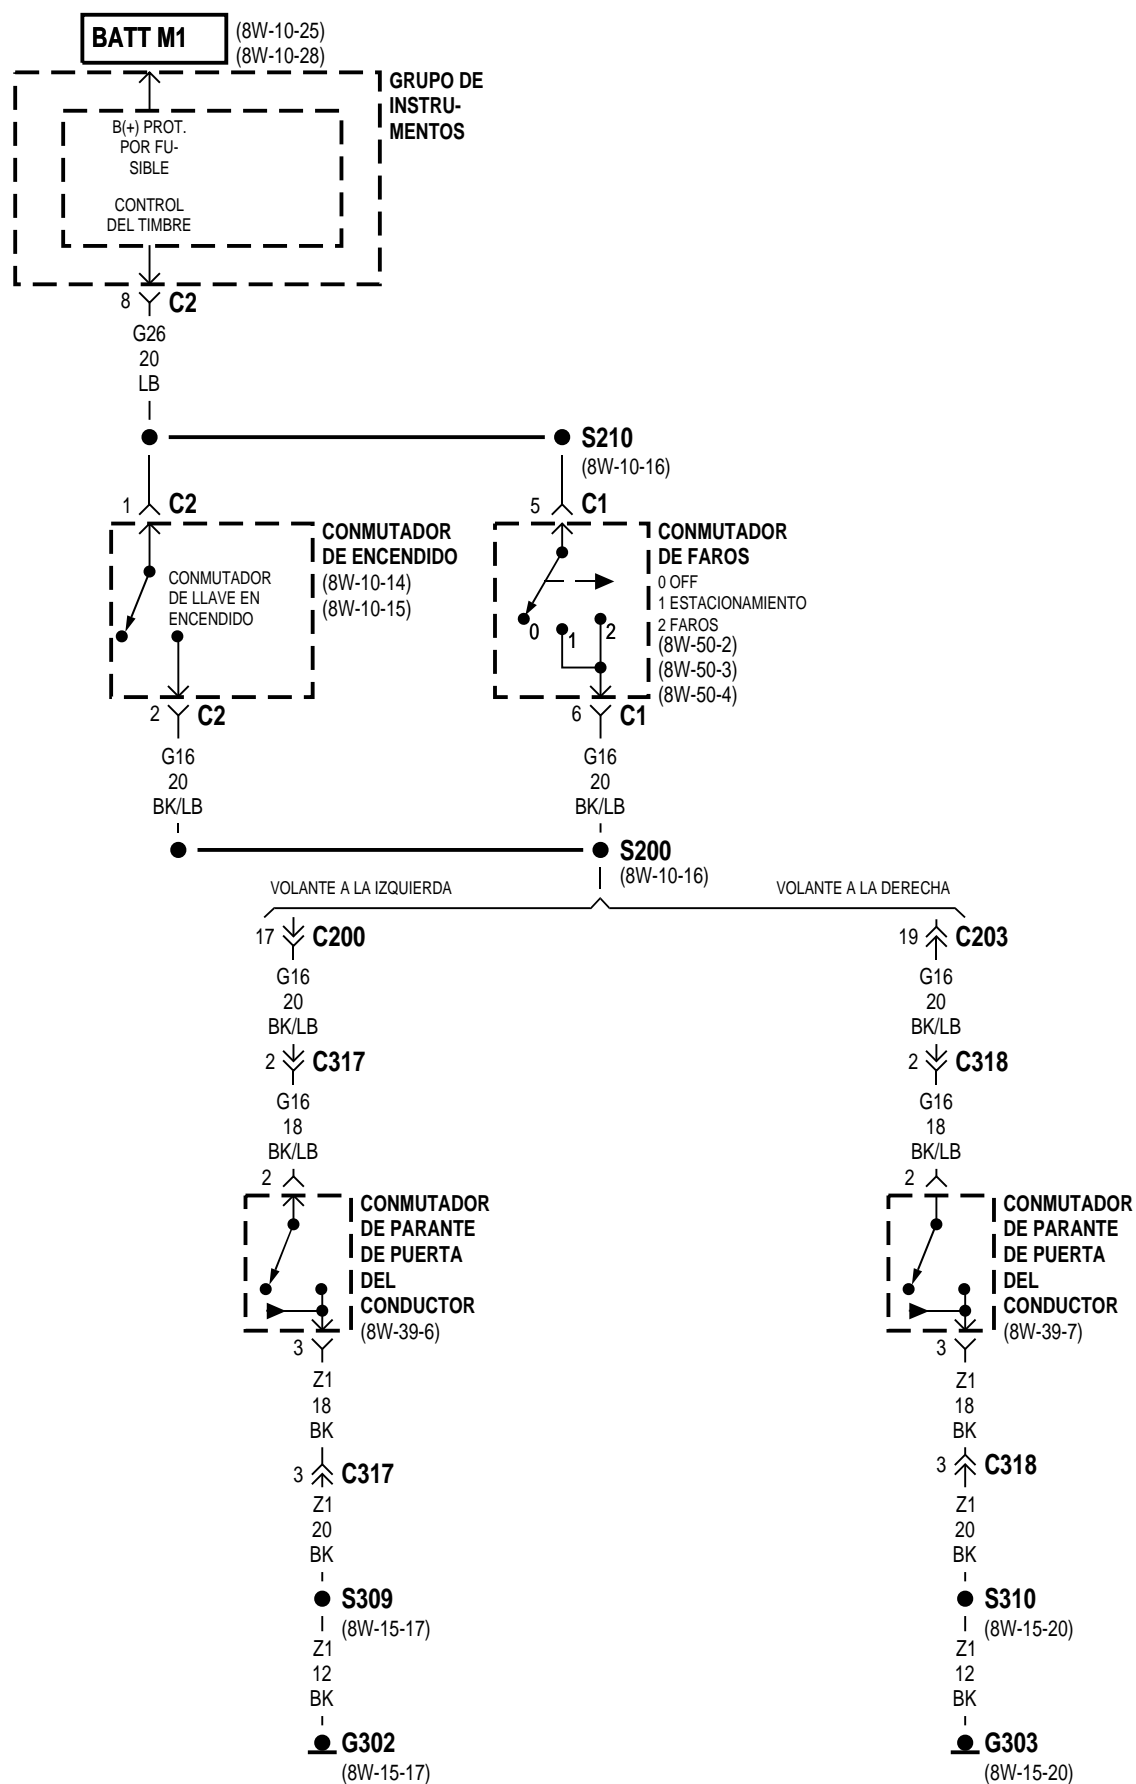 BATT M1
(8W-10-25)
(8W-10-28)
GRUPO DE
INSTRU-
MENTOS
B(+) PROT.
POR FU-
SIBLE
CONTROL
DEL TIMBRE
8 C2
G26
20
LB
S210
(8W-10-16)
1 C2
5 C1
CONMUTADOR
DE ENCENDIDO
(8W-10-14)
(8W-10-15)
CONMUTADOR
DE LLAVE EN
ENCENDIDO
CONMUTADOR
DE FAROS
0 OFF
1 ESTACIONAMIENTO
2 FAROS
(8W-50-2)
(8W-50-3)
(8W-50-4)
0 1 2
2 C2
6 C1
G16
20
BK/LB
G16
20
BK/LB
S200
(8W-10-16)
VOLANTE A LA IZQUIERDA
VOLANTE A LA DERECHA
17 C200
G16
20
BK/LB
2 C317
G16
18
BK/LB
2
CONMUTADOR
DE PARANTE
DE PUERTA
DEL
CONDUCTOR
(8W-39-6)
3
Z1
18
BK
3 C317
Z1
20
BK
S309
(8W-15-17)
Z1
12
BK
G302
(8W-15-17)
19 C203
G16
20
BK/LB
2 C318
G16
18
BK/LB
2
CONMUTADOR
DE PARANTE
DE PUERTA
DEL
CONDUCTOR
(8W-39-7)
3
Z1
18
BK
3 C318
Z1
20
BK
S310
(8W-15-20)
Z1
12
BK
G303
(8W-15-20)